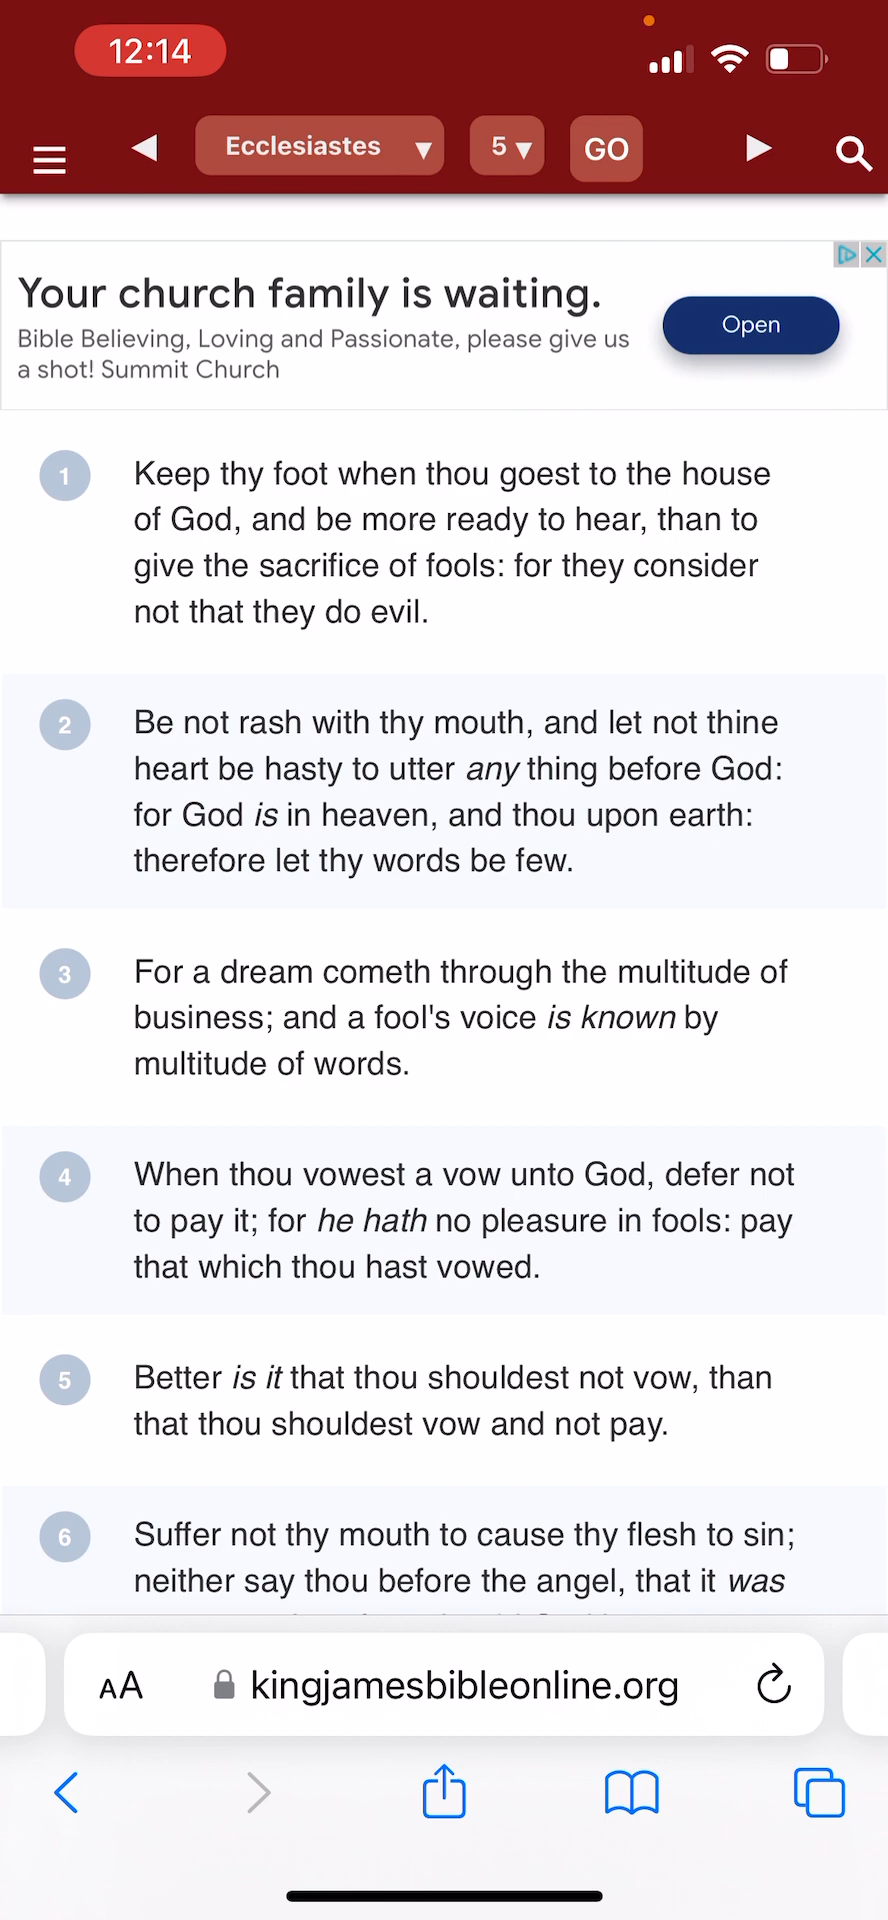 12:14
Ecclesiastes
5
GO
Your church family is waiting.
Bible Believing, Loving and Passionate, please give us
a shot! Summit Church
Open
1
Keep thy foot when thou goest to the house
of God, and be more ready to hear, than to
give the sacrifice of fools: for they consider
not that they do evil.
2
Be not rash with thy mouth, and let not thine
heart be hasty to utter any thing before God:
for God is in heaven, and thou upon earth:
therefore let thy words be few.
3
For a dream cometh through the multitude of
business; and a fool's voice is known by
multitude of words.
4
When thou vowest a vow unto God, defer not
to pay it; for he hath no pleasure in fools: pay
that which thou hast vowed.
5
Better is it that thou shouldest not vow, than
that thou shouldest vow and not pay.
6
Suffer not thy mouth to cause thy flesh to sin;
neither say thou before the angel, that it was
AA
kingjamesbibleonline.org